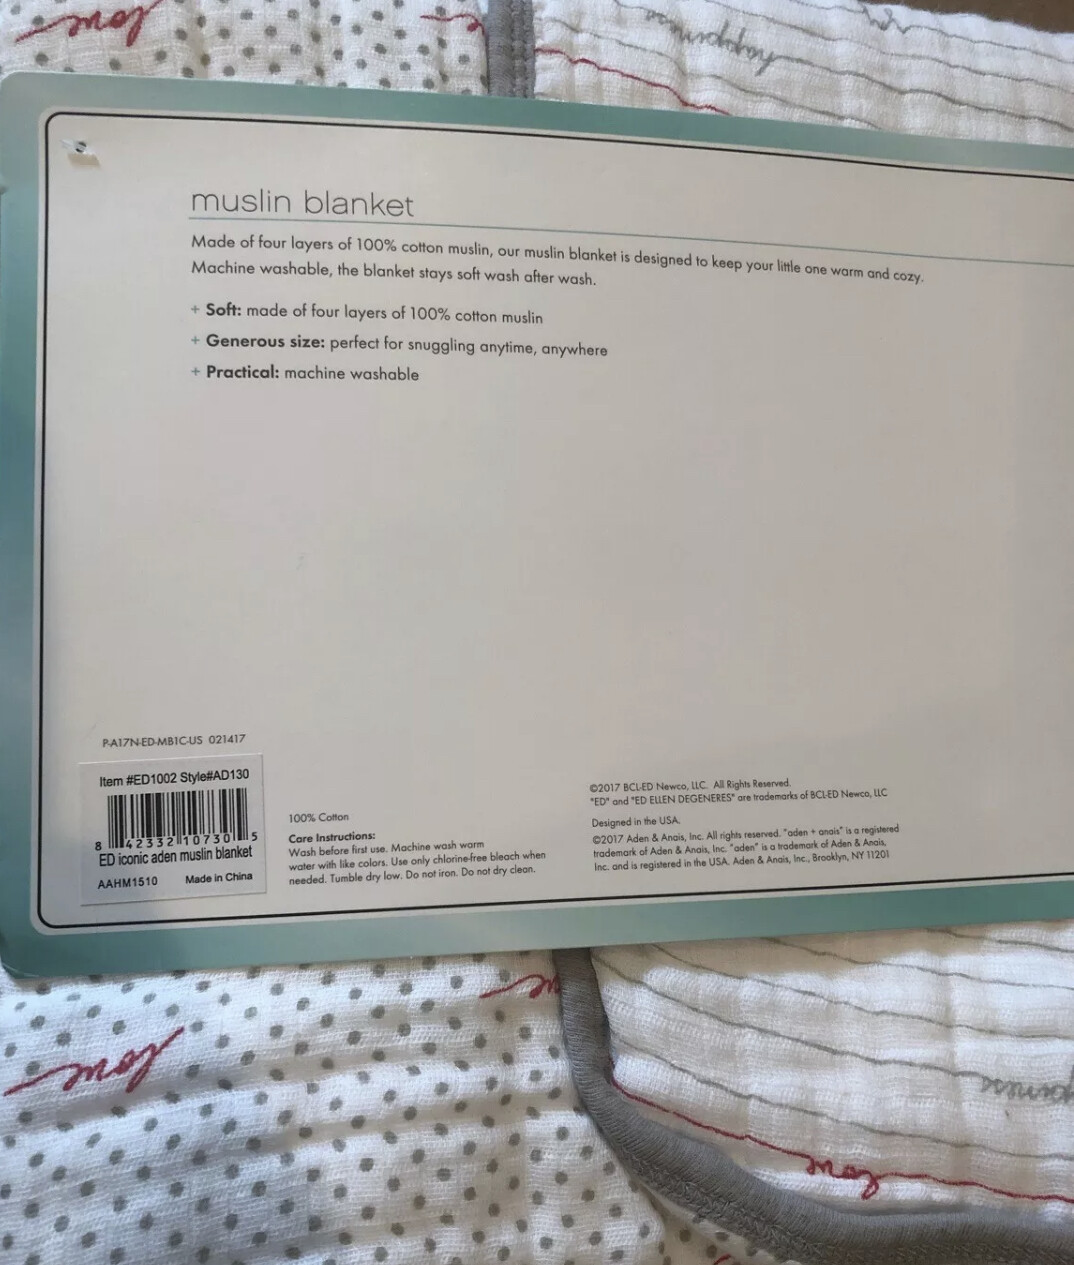 love
happiness
muslin blanket
Made of four layers of 100% cotton muslin, our muslin blanket is designed to keep your little one warm and cozy.
Machine washable, the blanket stays soft wash after wash.
+ Soft: made of four layers of 100% cotton muslin
+ Generous size: perfect for snuggling anytime, anywhere
+ Practical: machine washable
P-A17N-ED-MB1C-US 021417
Item #ED1002 Style#AD130
8 42332 10730 5
ED iconic aden muslin blanket
AAHM1510 Made in China
100% Cotton
Care Instructions:
Wash before first use. Machine wash warm
water with like colors. Use only chlorine-free bleach when
needed. Tumble dry low. Do not iron. Do not dry clean.
©2017 BCL-ED Newco, LLC. All Rights Reserved.
"ED" and "ED ELLEN DEGENERES" are trademarks of BCL-ED Newco, LLC
Designed in the USA.
©2017 Aden & Anais, Inc. All rights reserved. "aden + anais" is a registered
trademark of Aden & Anais, Inc. "aden" is a trademark of Aden & Anais,
Inc. and is registered in the USA. Aden & Anais, Inc., Brooklyn, NY 11201
love
love